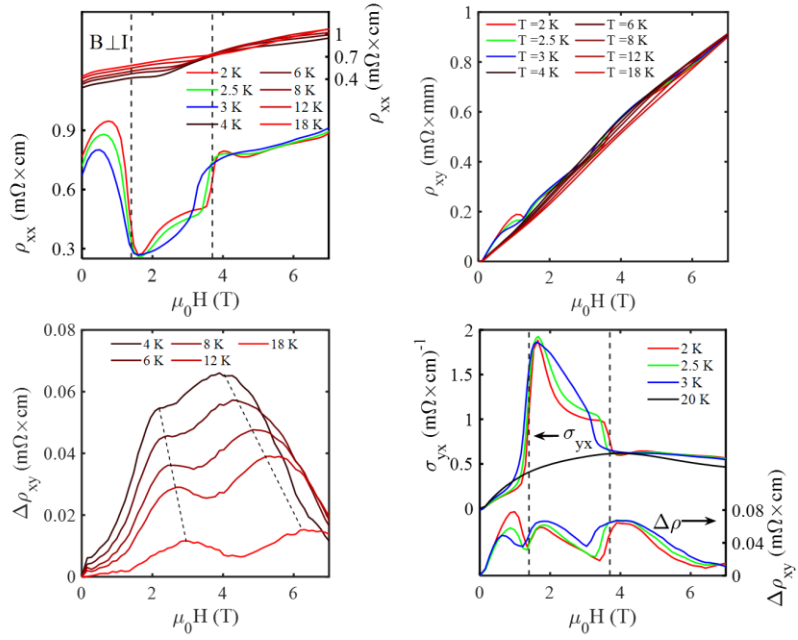 B⊥I
1
0.7
0.4
ρxx (mΩ×cm)
2 K
6 K
2.5 K
8 K
3 K
12 K
4 K
18 K
0.9
0.6
0.3
ρxx (mΩ×cm)
0 2 4 6
μ0H (T)
1
0.8
0.6
0.4
0.2
0
ρxy (mΩ×mm)
T =2 K
T =6 K
T =2.5 K
T =8 K
T =3 K
T =12 K
T =4 K
T =18 K
0 2 4 6
μ0H (T)
0.08
0.06
0.04
0.02
0
Δρxy (mΩ×cm)
4 K
8 K
18 K
6 K
12 K
0 2 4 6
μ0H (T)
2
1.5
1
0.5
0
σyx (mΩ×cm)-1
2 K
2.5 K
3 K
20 K
σyx
Δρ
0.08
0.04
0
Δρxy (mΩ×cm)
0 2 4 6
μ0H (T)